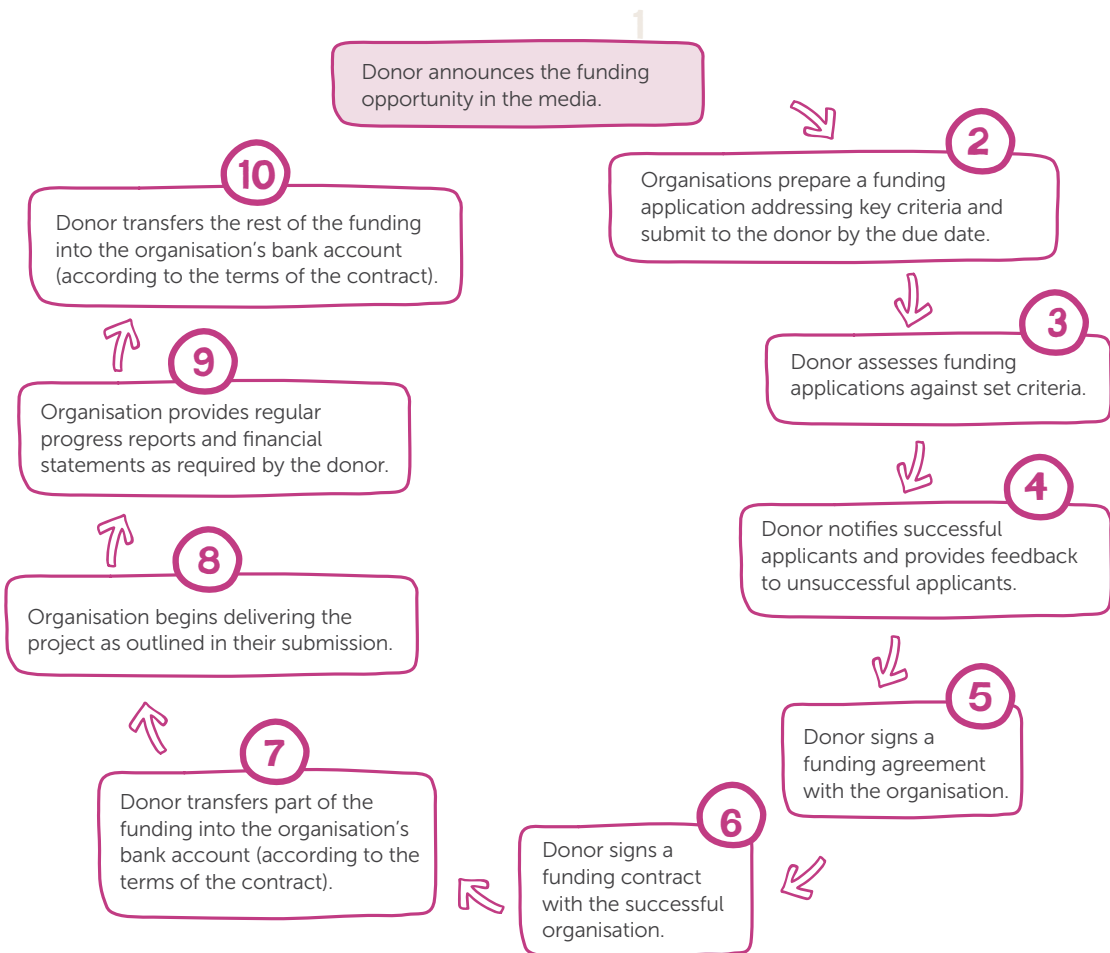 1
Donor announces the funding
opportunity in the media.
2
Organisations prepare a funding
application addressing key criteria and
submit to the donor by the due date.
3
Donor assesses funding
applications against set criteria.
4
Donor notifies successful
applicants and provides feedback
to unsuccessful applicants.
5
Donor signs a
funding agreement
with the organisation.
6
Donor signs a
funding contract
with the successful
organisation.
7
Donor transfers part of the
funding into the organisation's
bank account (according to the
terms of the contract).
8
Organisation begins delivering the
project as outlined in their submission.
9
Organisation provides regular
progress reports and financial
statements as required by the donor.
10
Donor transfers the rest of the funding
into the organisation's bank account
(according to the terms of the contract).